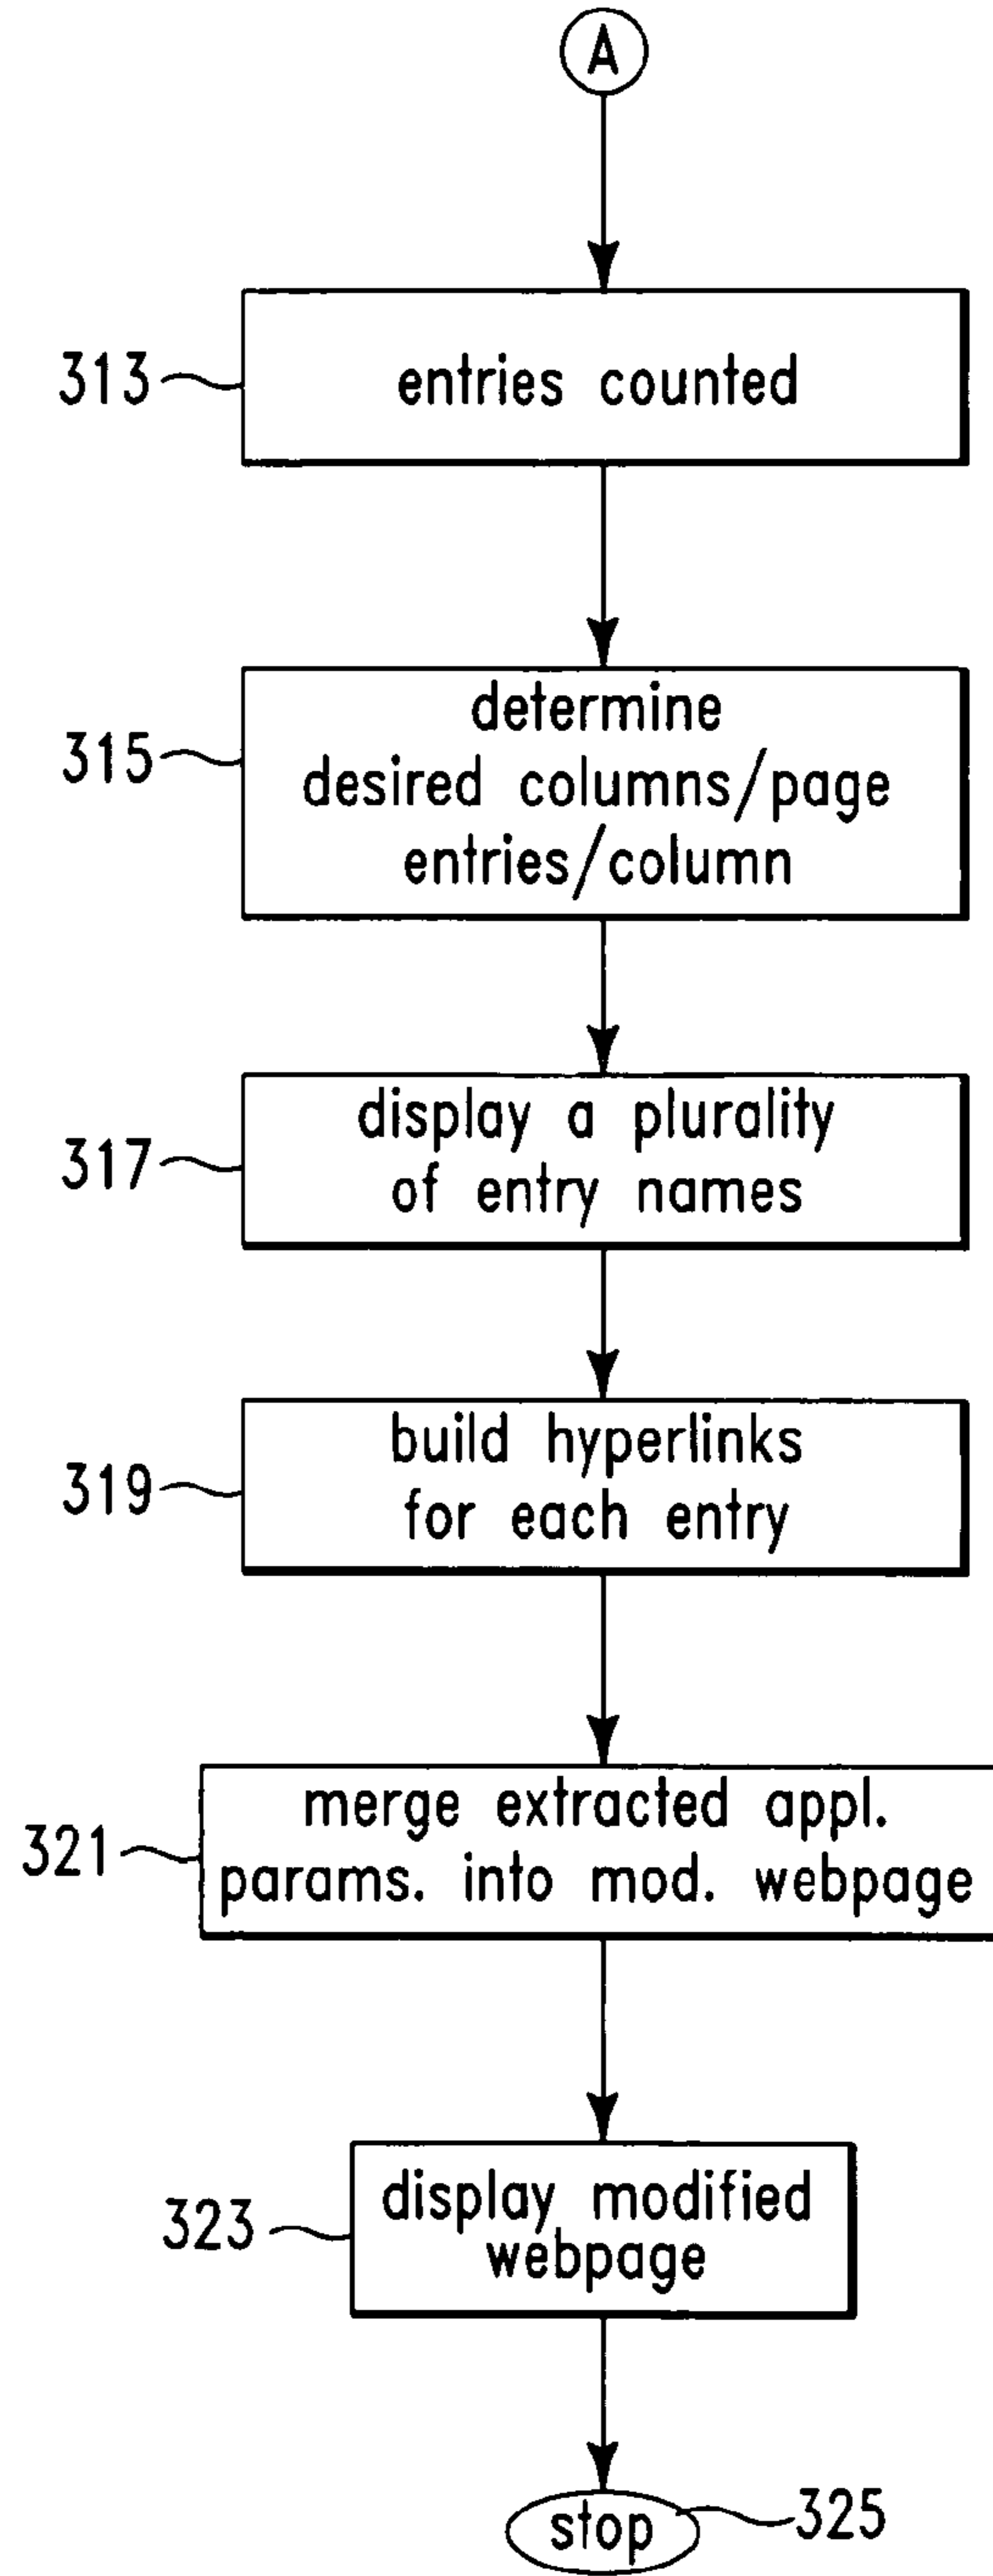 A
313
entries counted
315
determine
desired columns/page
entries/column
317
display a plurality
of entry names
319
build hyperlinks
for each entry
321
merge extracted appl.
params. into mod. webpage
323
display modified
webpage
stop
325